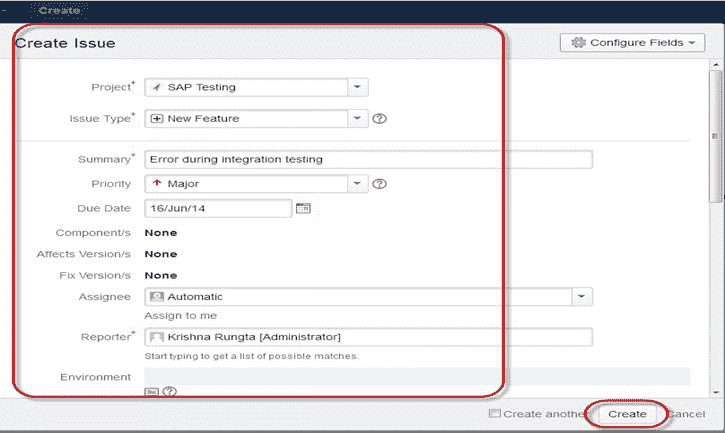 Create
Create Issue
Configure Fields
Project* SAP Testing
Issue Type* New Feature
Summary* Error during integration testing
Priority Major
Due Date 16/Jun/14
Component/s None
Affects Version/s None
Fix Version/s None
Assignee Automatic
Assign to me
Reporter* Krishna Rungta [Administrator]
Start typing to get a list of possible matches.
Environment
Create another Create Cancel